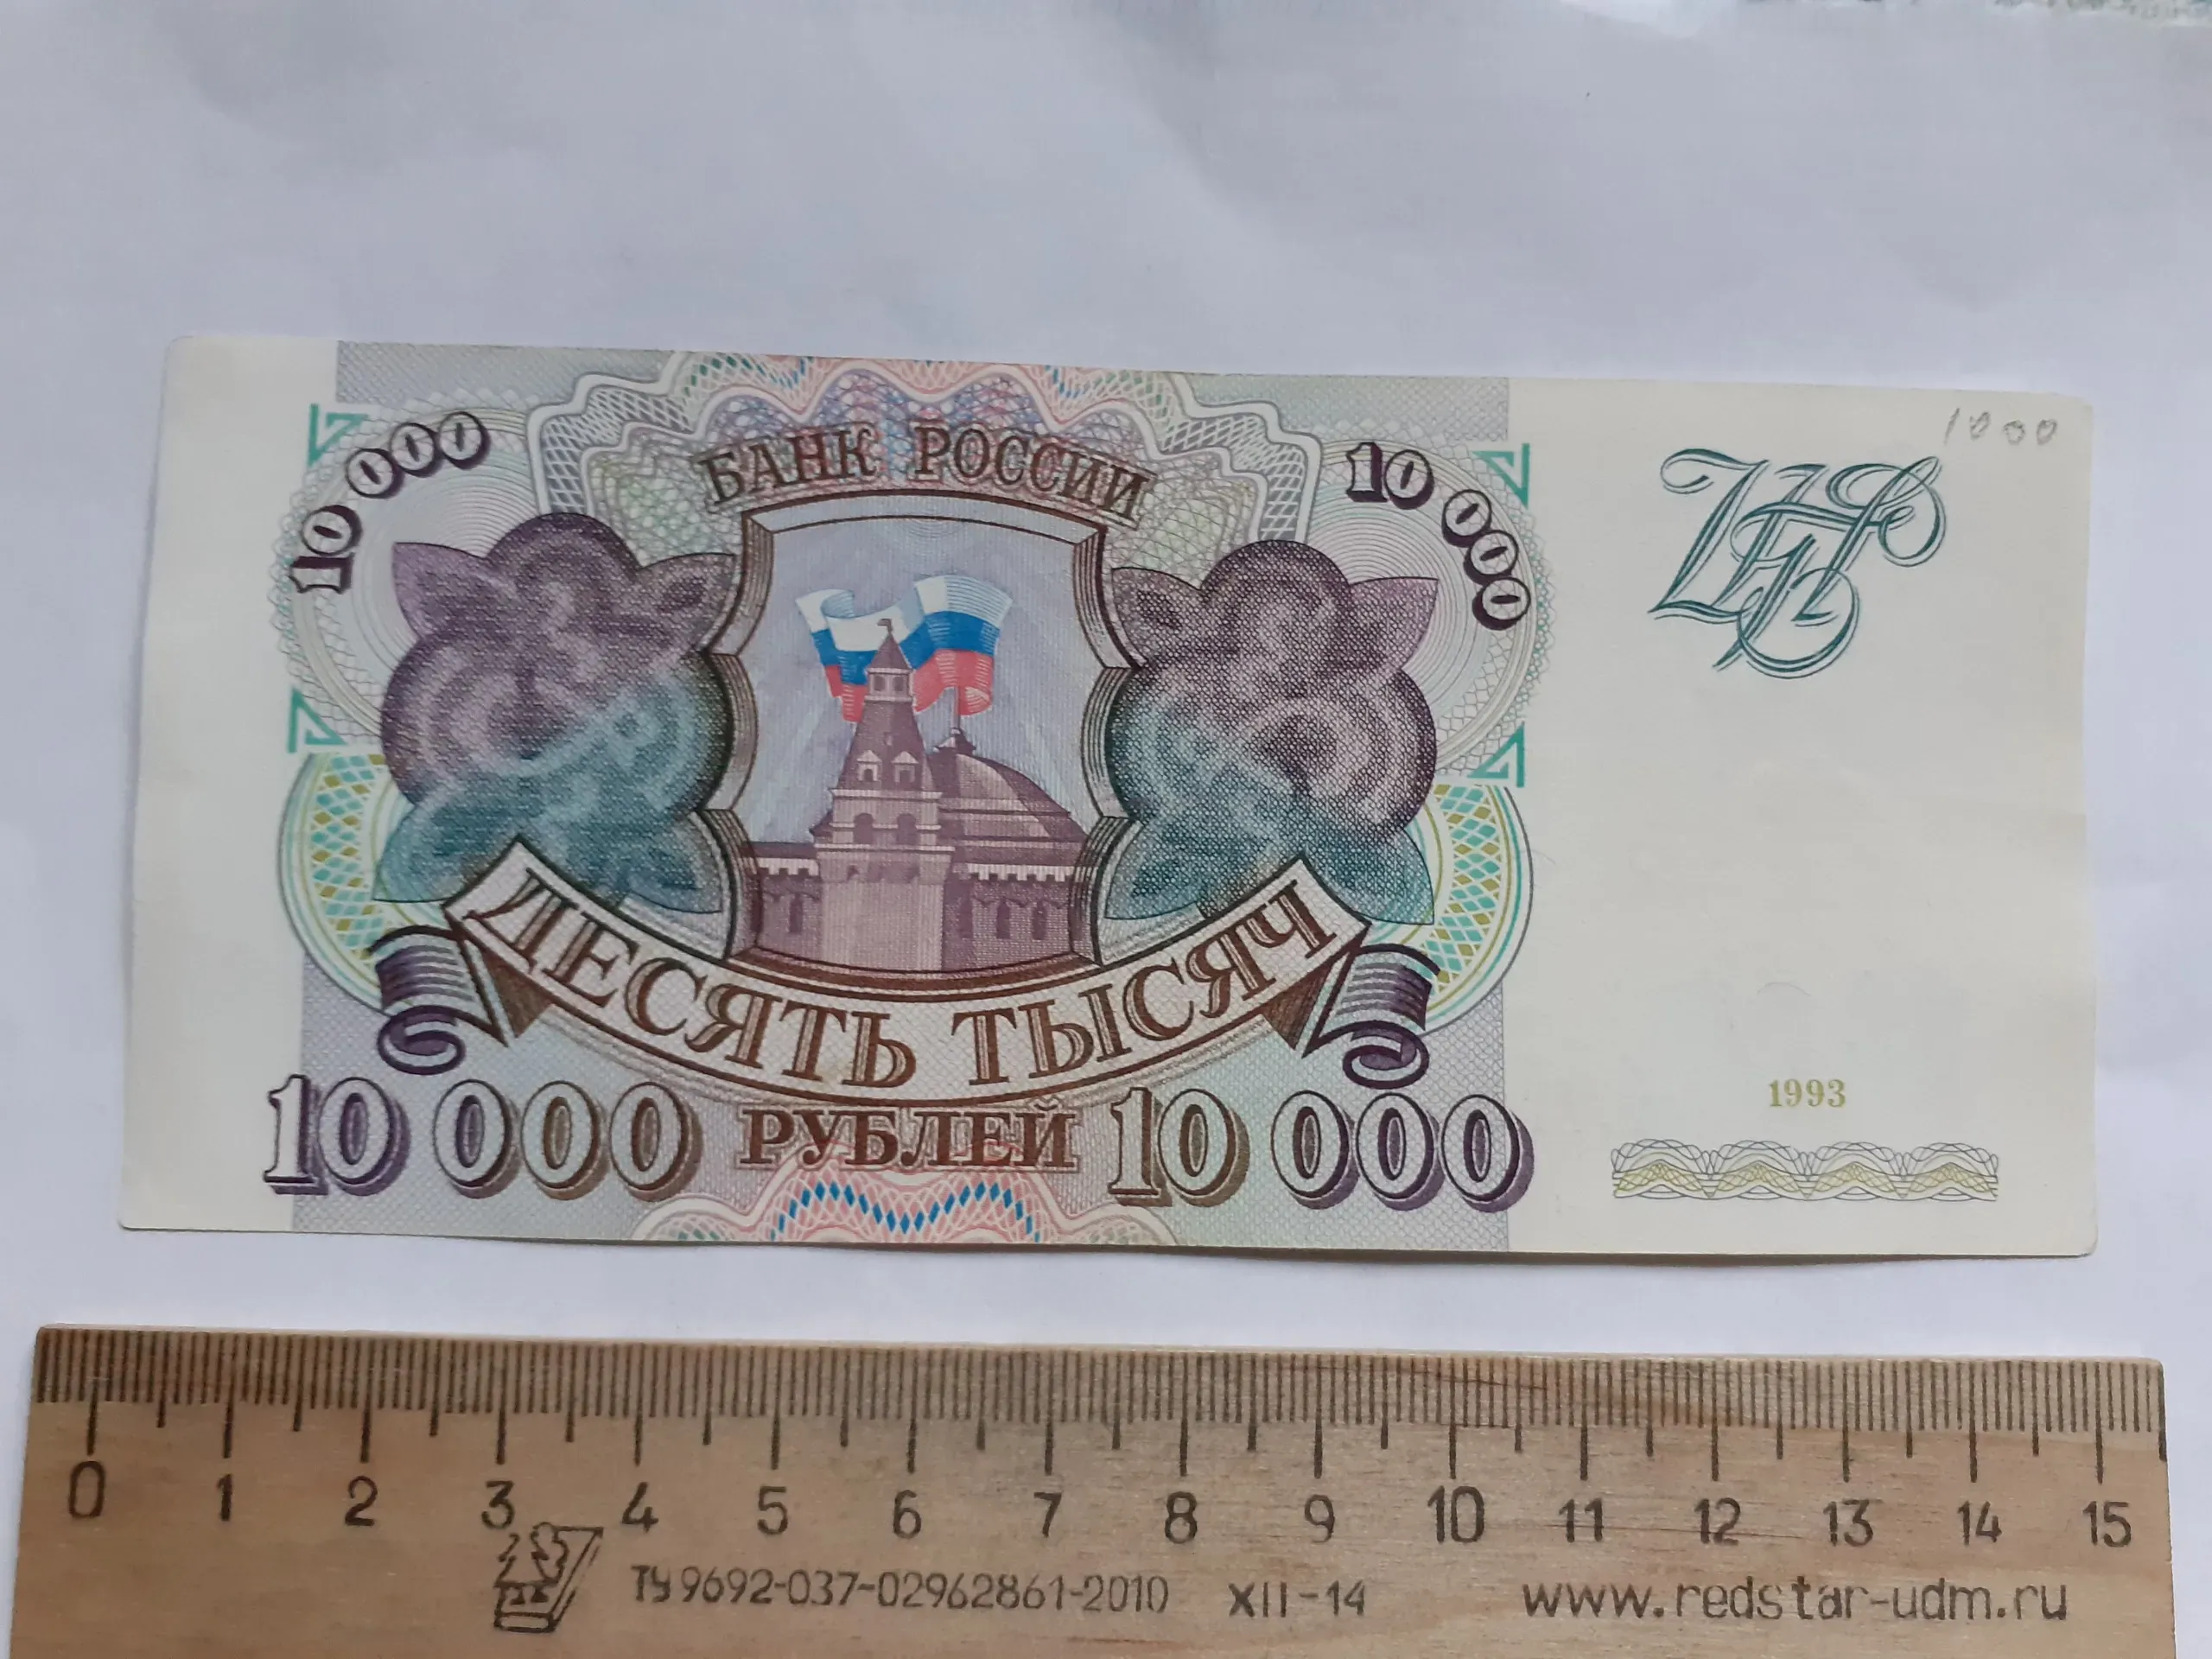 1000
БАНК РОССИИ
10 000
10 000
ДЕСЯТЬ ТЫСЯЧ
1993
10 000 РУБЛЕЙ 10 000
0 1 2 3 4 5 6 7 8 9 10 11 12 13 14 15
ТУ 9692-037-02962861-2010 XII-14 www.redstar-udm.ru